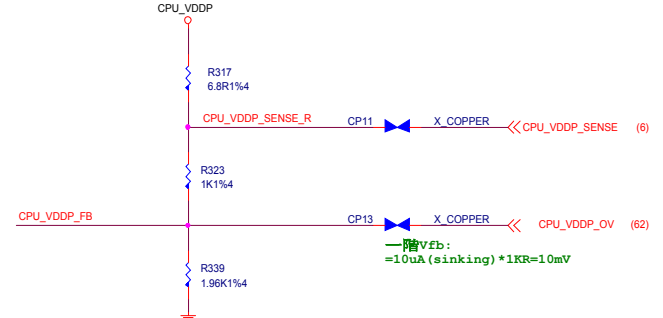 CPU_VDDP
R317
6.8R1%4
CPU_VDDP_SENSE_R
CP11
X_COPPER
CPU_VDDP_SENSE
(6)
R323
1K1%4
CPU_VDDP_FB
CP13
X_COPPER
CPU_VDDP_OV
(62)
一階Vfb:
=10uA(sinking)*1KR=10mV
R339
1.96K1%4